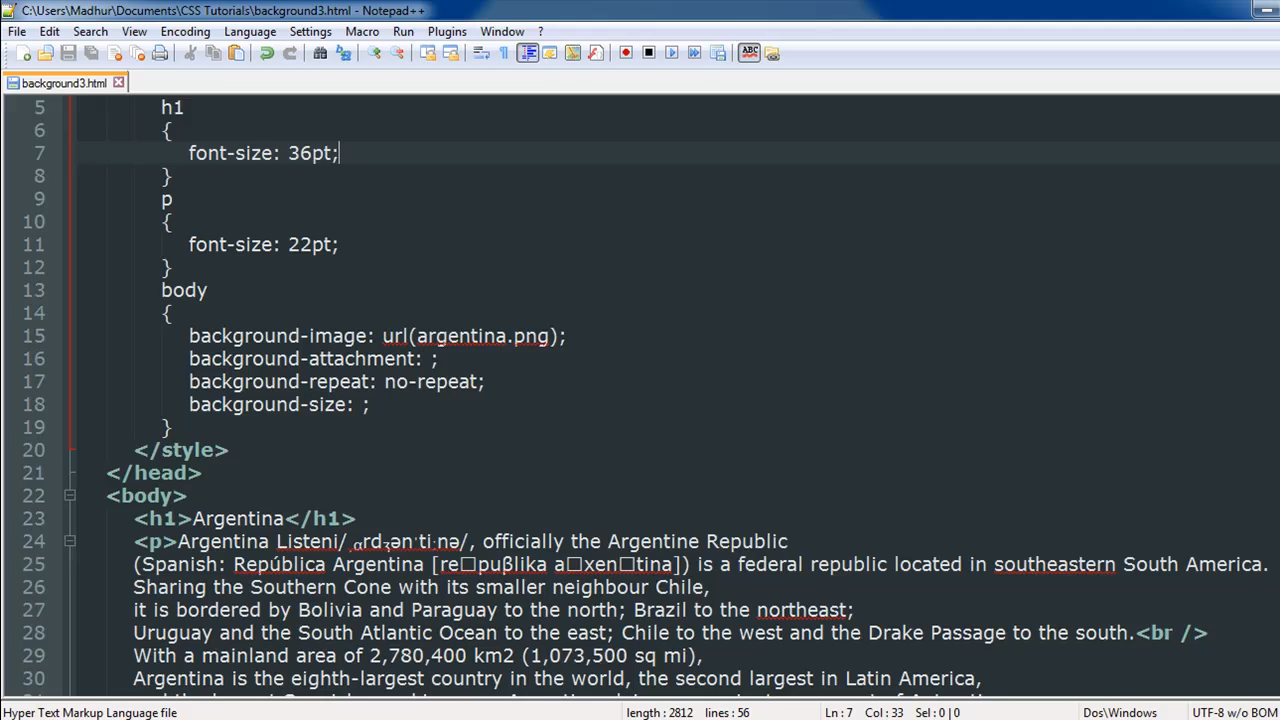 C:\Users\Madhur\Documents\CSS Tutorials\background3.html - Notepad++
File Edit Search View Encoding Language Settings Macro Run Plugins Window ?
ABC
background3.html
5 h1
6 {
7 font-size: 36pt;
8 }
9 p
10 {
11 font-size: 22pt;
12 }
13 body
14 {
15 background-image: url(argentina.png);
16 background-attachment: ;
17 background-repeat: no-repeat;
18 background-size: ;
19 }
20 </style>
21 </head>
22 <body>
23 <h1>Argentina</h1>
24 <p>Argentina Listeni/ˌɑrdʒənˈtiːnə/, officially the Argentine Republic
25 (Spanish: República Argentina [re□puβlika a□xen□tina]) is a federal republic located in southeastern South America.
26 Sharing the Southern Cone with its smaller neighbour Chile,
27 it is bordered by Bolivia and Paraguay to the north; Brazil to the northeast;
28 Uruguay and the South Atlantic Ocean to the east; Chile to the west and the Drake Passage to the south.<br />
29 With a mainland area of 2,780,400 km2 (1,073,500 sq mi),
30 Argentina is the eighth-largest country in the world, the second largest in Latin America,
Hyper Text Markup Language file length : 2812 lines : 56 Ln : 7 Col : 33 Sel : 0 | 0 Dos\Windows UTF-8 w/o BOM